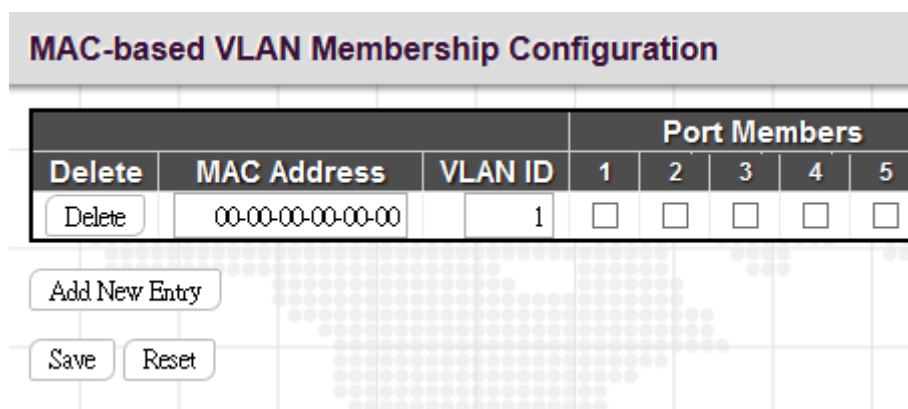 MAC-based VLAN Membership Configuration
Port Members
Delete MAC Address VLAN ID 1 2 3 4 5
Delete 00-00-00-00-00-00 1
Add New Entry
Save Reset